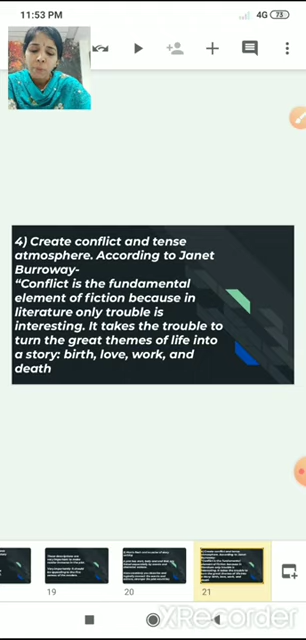 11:53 PM
4G 73
4) Create conflict and tense
atmosphere. According to Janet
Burroway-
“Conflict is the fundamental
element of fiction because in
literature only trouble is
interesting. It takes the trouble to
turn the great themes of life into
a story: birth, love, work, and
death
19
20
21
XRecorder